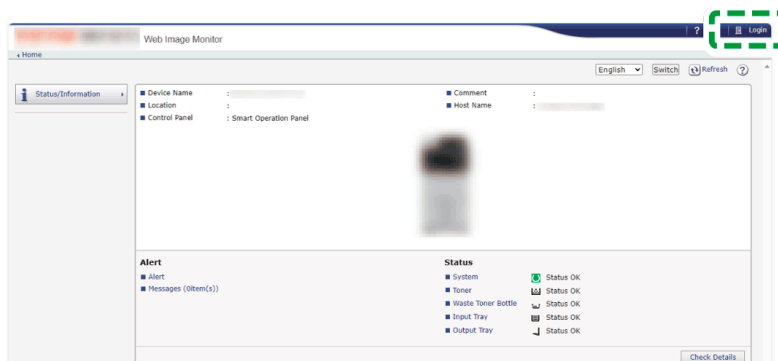 ? Login
Web Image Monitor
Home
English Switch Refresh ?
Status/Information
Device Name : Comment :
Location : Host Name :
Control Panel : Smart Operation Panel
Alert Status
Alert System Status OK
Messages (0item(s)) Toner Status OK
Waste Toner Bottle Status OK
Input Tray Status OK
Output Tray Status OK
Check Details